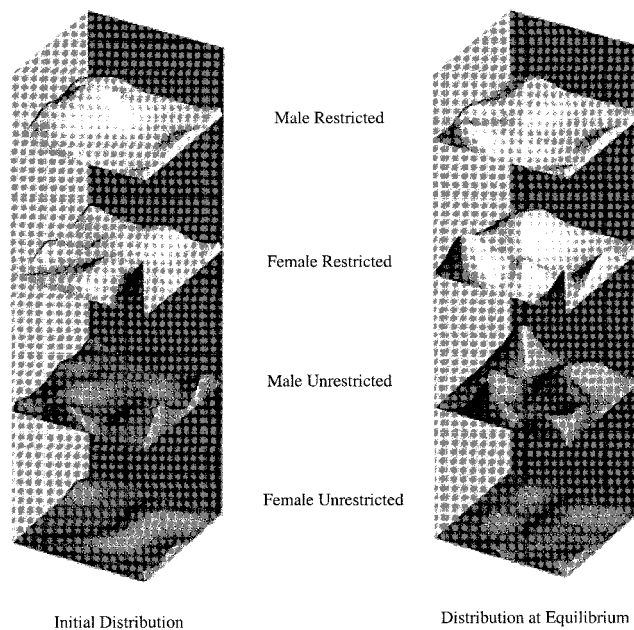 Male Restricted
Female Restricted
Male Unrestricted
Female Unrestricted
Initial Distribution
Distribution at Equilibrium